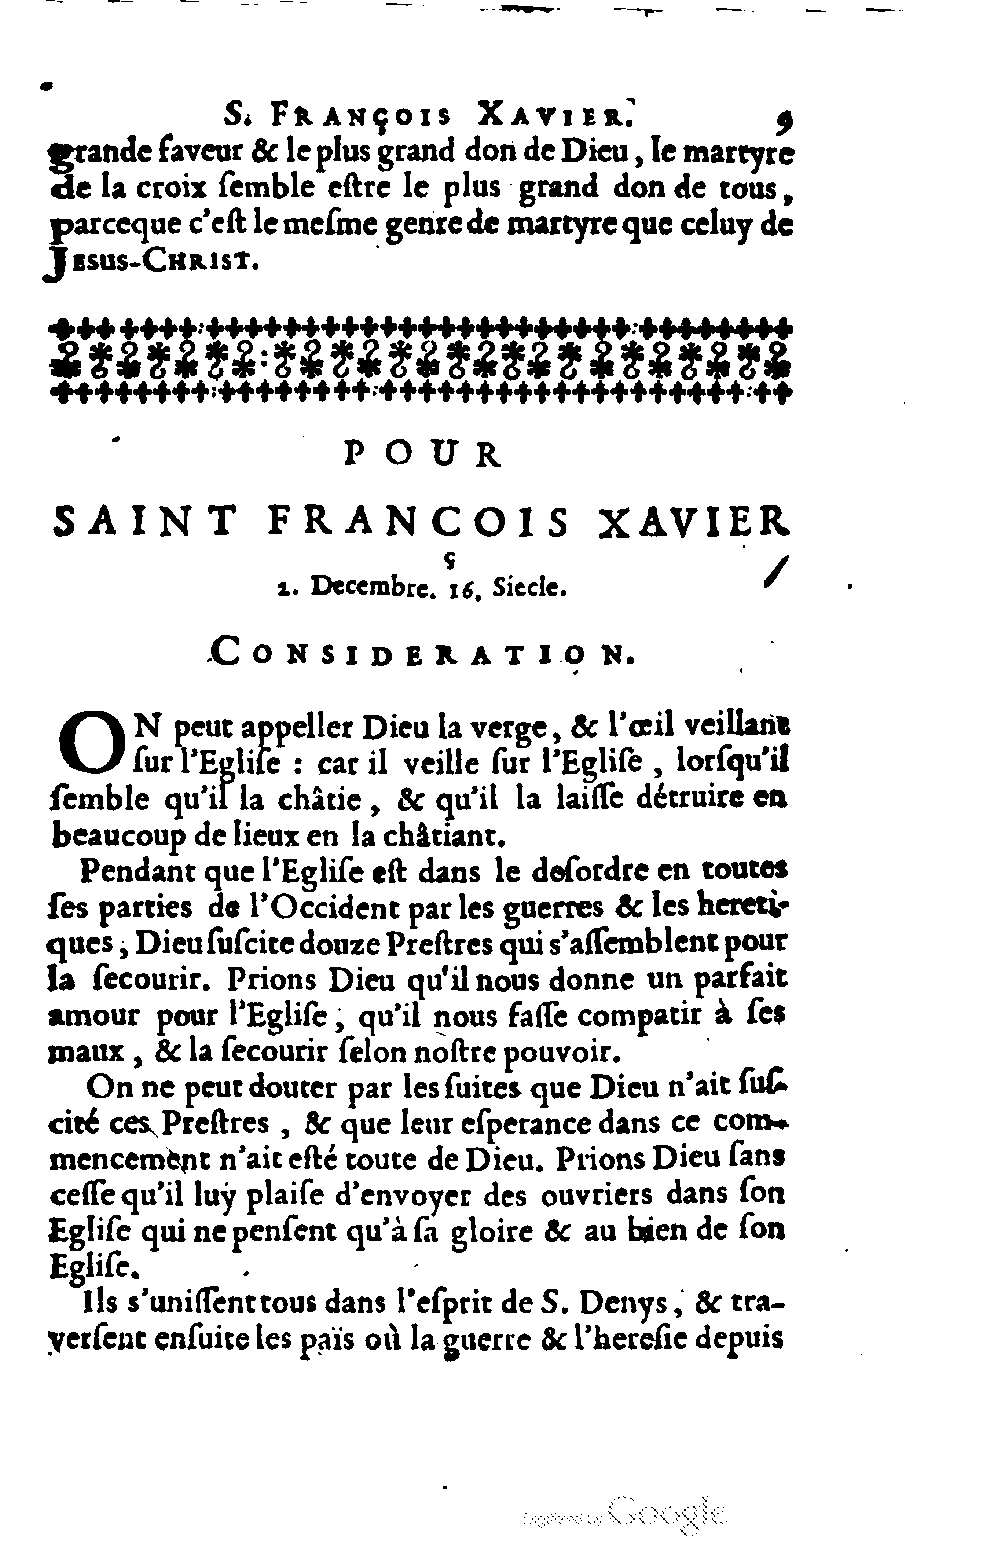 S. FRANÇOIS XAVIER. 9
grande faveur & le plus grand don de Dieu, le martyre
de la croix ſemble eſtre le plus grand don de tous,
parceque c'eſt le meſme genre de martyre que celuy de
JESUS-CHRIST.
POUR
SAINT FRANCOIS XAVIER
ς
2. Decembre. 16. Siecle.
CONSIDERATION.
ON peut appeller Dieu la verge, & l'œil veillant
ſur l'Egliſe : car il veille ſur l'Egliſe, lorſqu'il
ſemble qu'il la châtie, & qu'il la laiſſe détruire en
beaucoup de lieux en la châtiant.
Pendant que l'Egliſe eſt dans le deſordre en toutes
ſes parties de l'Occident par les guerres & les hereti-
ques, Dieu ſuſcite douze Preſtres qui s'aſſemblent pour
la ſecourir. Prions Dieu qu'il nous donne un parfait
amour pour l'Egliſe, qu'il nous faſſe compatir à ſes
maux, & la ſecourir ſelon noſtre pouvoir.
On ne peut douter par les ſuites que Dieu n'ait ſuſ-
cité ces Preſtres, & que leur eſperance dans ce com-
mencement n'ait eſté toute de Dieu. Prions Dieu ſans
ceſſe qu'il luy plaiſe d'envoyer des ouvriers dans ſon
Egliſe qui ne penſent qu'à ſa gloire & au bien de ſon
Egliſe.
Ils s'uniſſent tous dans l'eſprit de S. Denys, & tra-
verſent enſuite les païs où la guerre & l'hereſie depuis
Digitized by Google